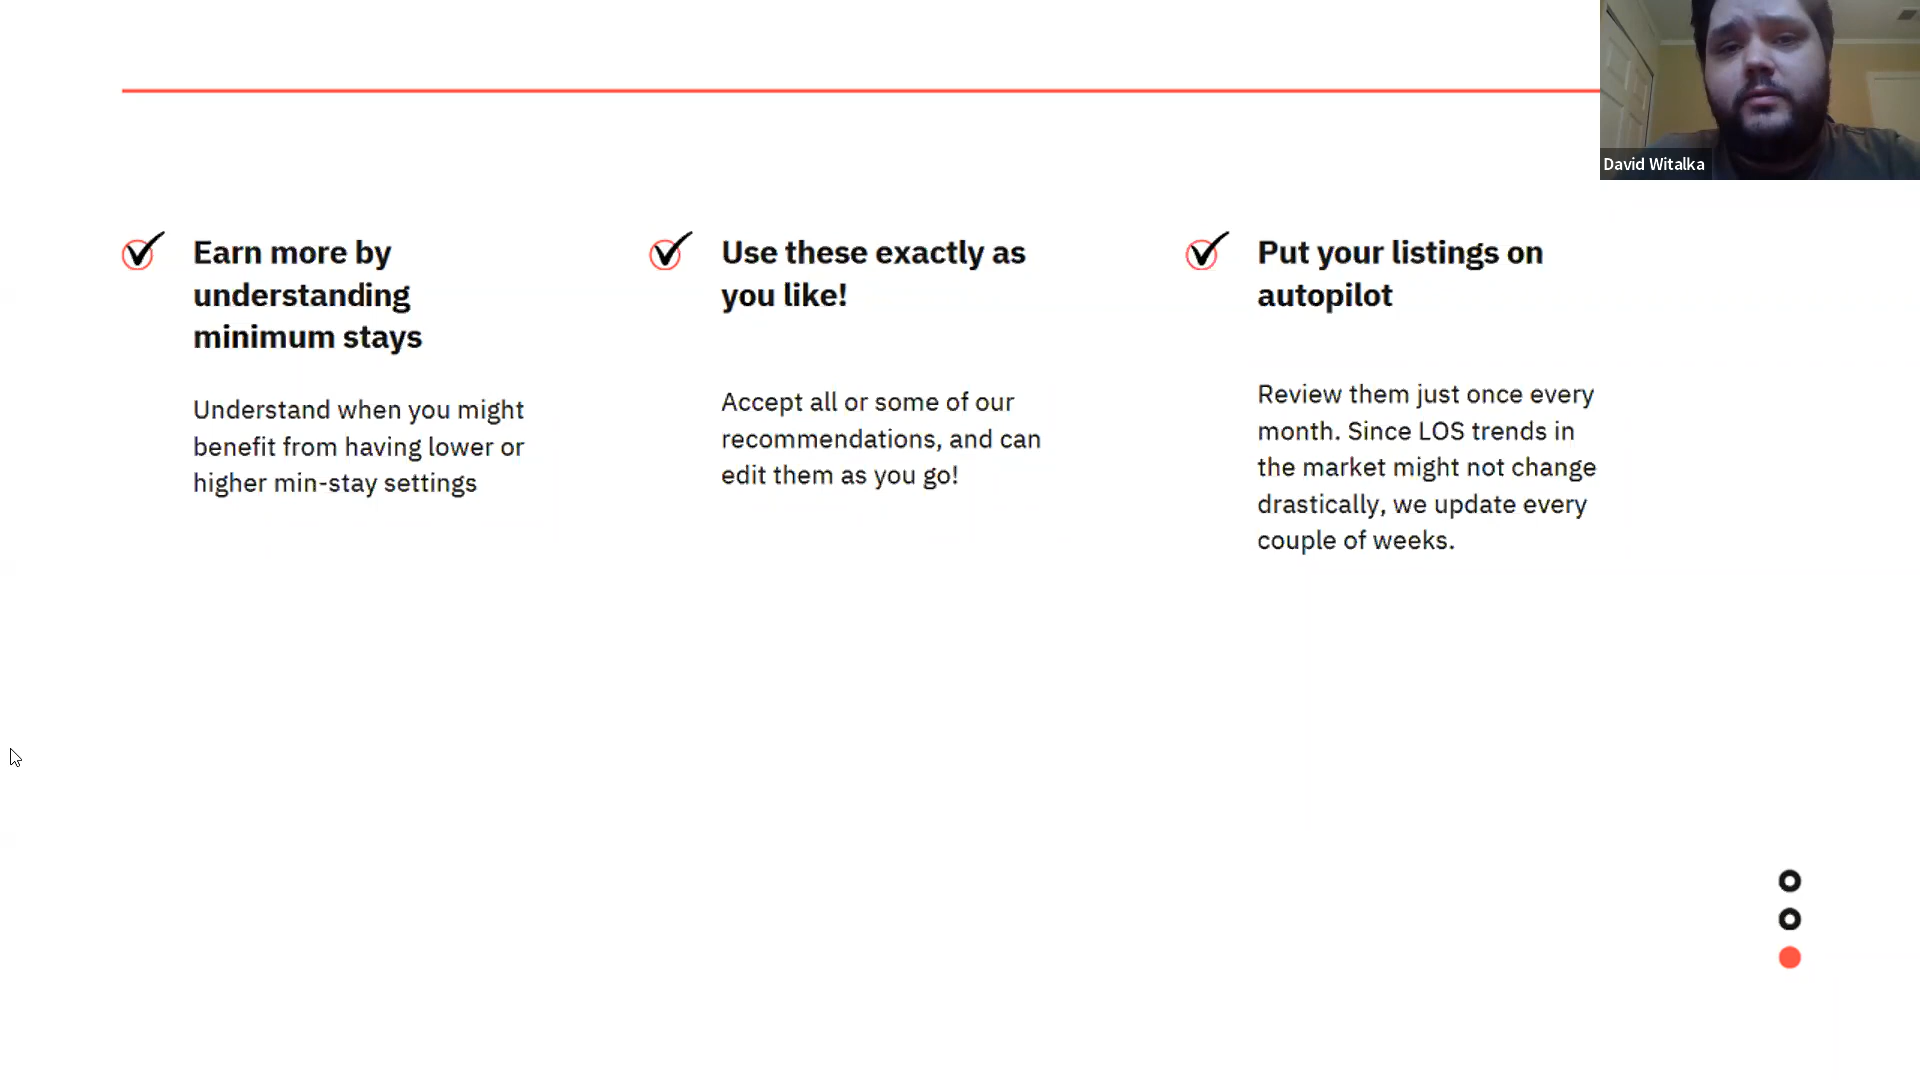 David Witalka
Earn more by
understanding
minimum stays
Understand when you might
benefit from having lower or
higher min-stay settings
Use these exactly as
you like!
Accept all or some of our
recommendations, and can
edit them as you go!
Put your listings on
autopilot
Review them just once every
month. Since LOS trends in
the market might not change
drastically, we update every
couple of weeks.